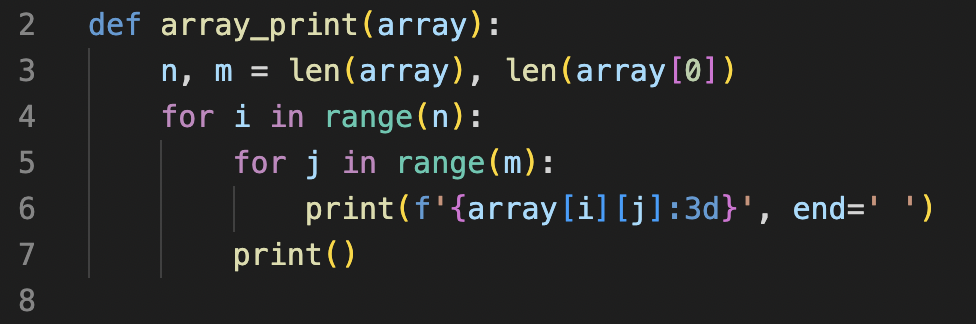 2 def array_print(array):
3     n, m = len(array), len(array[0])
4     for i in range(n):
5         for j in range(m):
6             print(f'{array[i][j]:3d}', end=' ')
7         print()
8